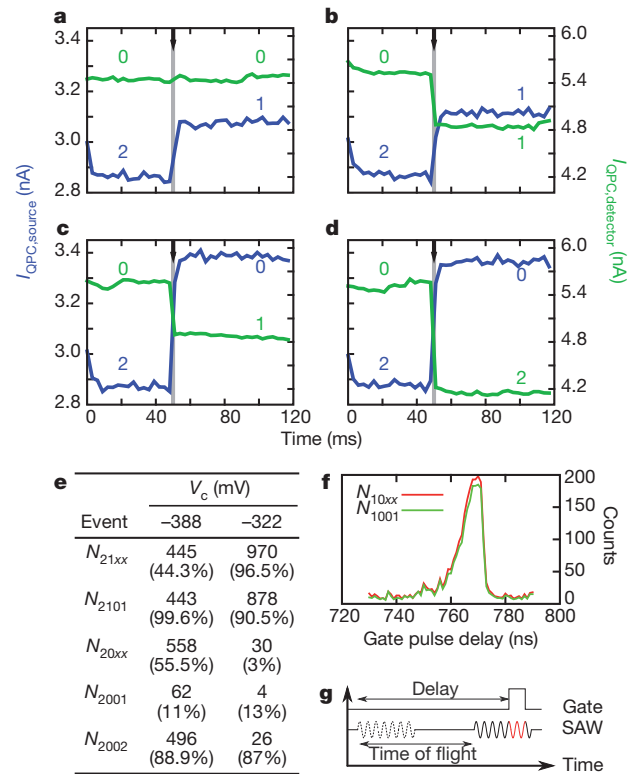 a
b
3.4
3.2
3.0
2.8
0
0
1
2
0
1
1
2
6.0
5.4
4.8
4.2
I_QPC,source (nA)
I_QPC,detector (nA)
c
d
3.4
3.2
3.0
2.8
0
0
1
2
0
0
2
2
6.0
5.4
4.8
4.2
0 40 80 120
0 40 80 120
Time (ms)
e
V_c (mV)
Event –388 –322
N_21xx 445 (44.3%) 970 (96.5%)
N_2101 443 (99.6%) 878 (90.5%)
N_20xx 558 (55.5%) 30 (3%)
N_2001 62 (11%) 4 (13%)
N_2002 496 (88.9%) 26 (87%)
f
N_10xx
N_1001
200
150
100
50
0
Counts
720 740 760 780 800
Gate pulse delay (ns)
g
Delay
Gate
SAW
Time of flight
Time